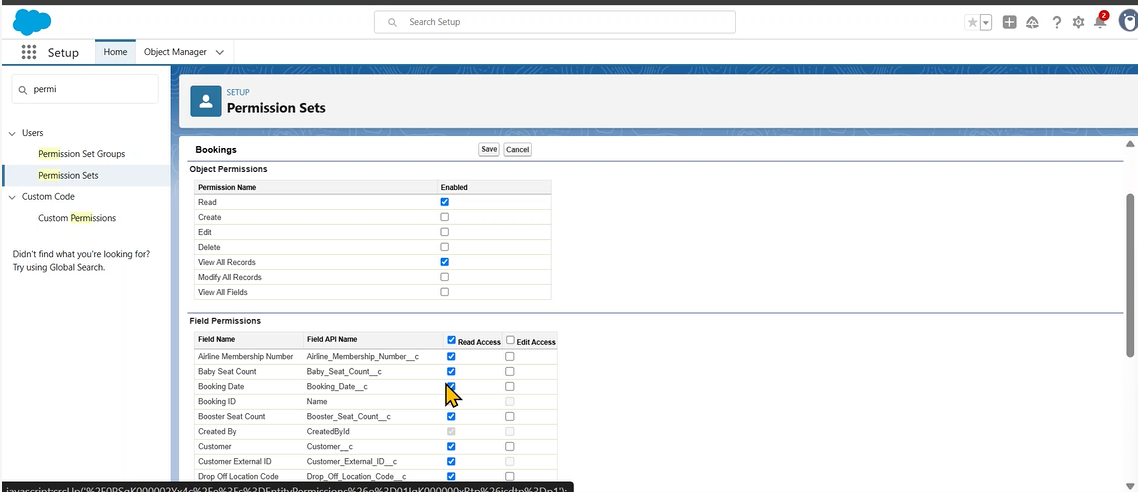 Search Setup
2
Setup
Home
Object Manager
permi
Users
Permission Set Groups
Permission Sets
Custom Code
Custom Permissions
Didn't find what you're looking for?
Try using Global Search.
SETUP
Permission Sets
Bookings
Save
Cancel
Object Permissions
Permission Name Enabled
Read
Create
Edit
Delete
View All Records
Modify All Records
View All Fields
Field Permissions
Field Name Field API Name Read Access Edit Access
Airline Membership Number Airline_Membership_Number__c
Baby Seat Count Baby_Seat_Count__c
Booking Date Booking_Date__c
Booking ID Name
Booster Seat Count Booster_Seat_Count__c
Created By CreatedById
Customer Customer__c
Customer External ID Customer_External_ID__c
Drop Off Location Code Drop_Off_Location_Code__c